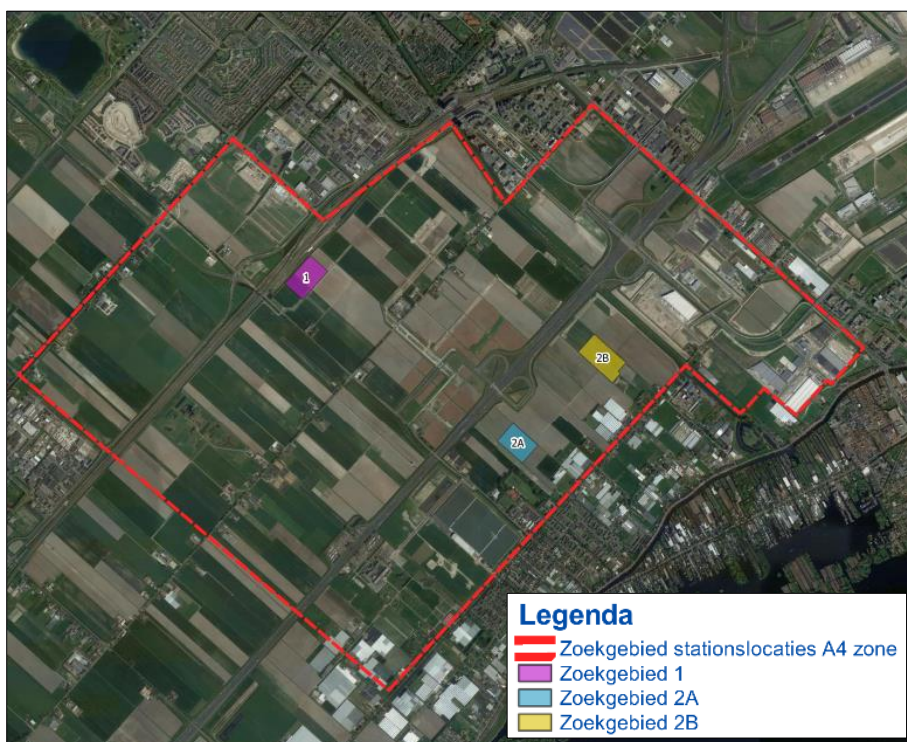 1
2B
2A
Legenda
Zoekgebied stationslocaties A4 zone
Zoekgebied 1
Zoekgebied 2A
Zoekgebied 2B